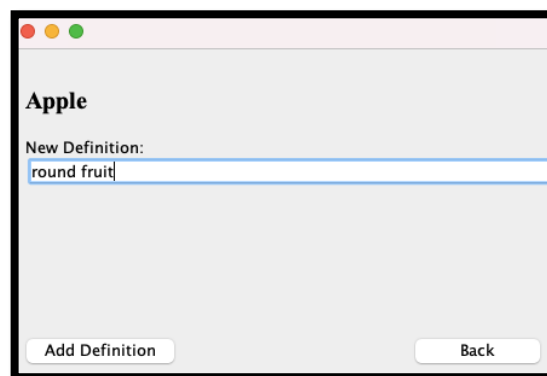 Apple
New Definition:
round fruit
Add Definition
Back